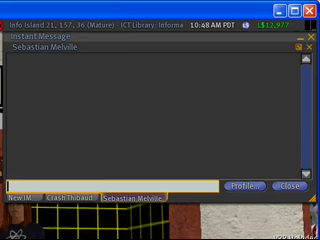 Info Island 21, 157, 36 (Mature) - ICT Library: Informa 10:48 AM PDT L$12,977
Instant Message
Sebastian Melville
Profile... Close
New IM Crash Thibaud Sebastian Melville